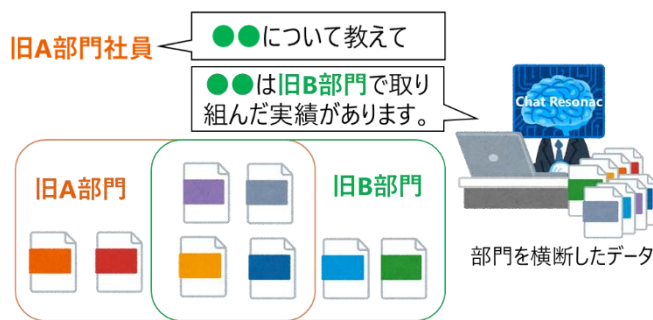 旧A部門社員
●●について教えて
●●は旧B部門で取り
組んだ実績があります。
Chat Resonac
旧A部門
旧B部門
部門を横断したデータ